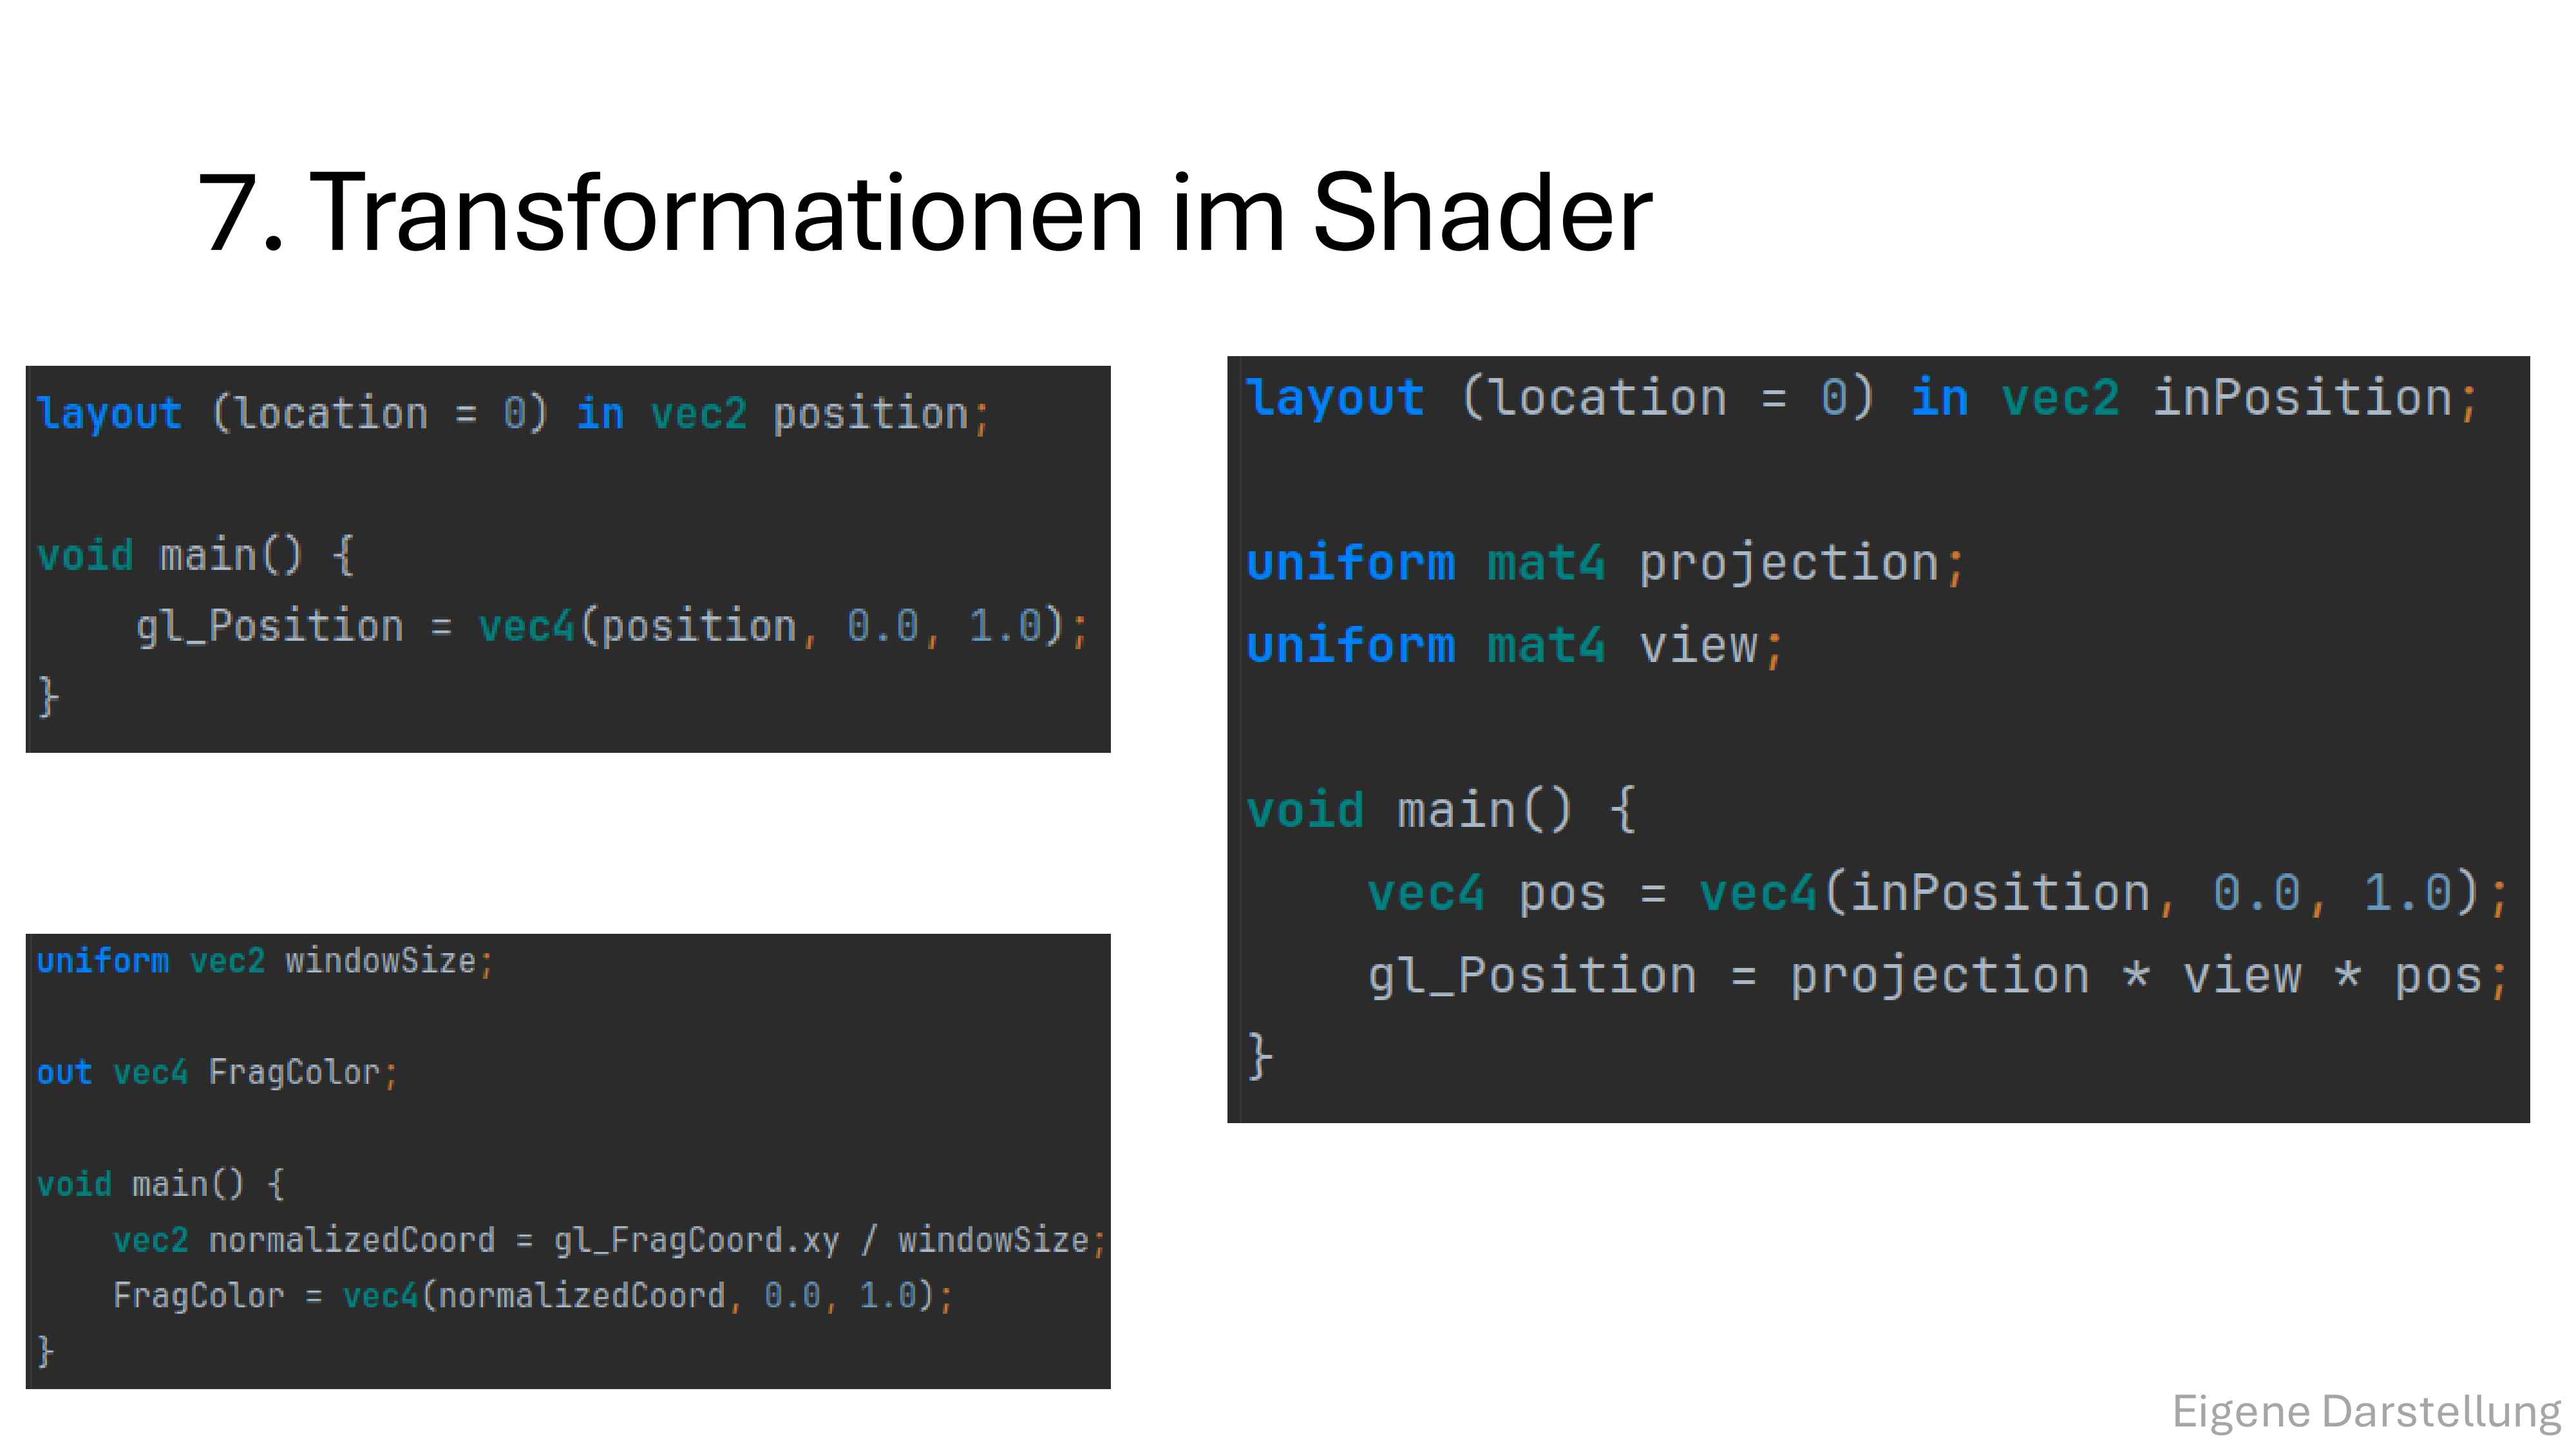 7. Transformationen im Shader
layout (location = 0) in vec2 position;
void main() {
gl_Position = vec4(position, 0.0, 1.0);
}
uniform vec2 windowSize;
out vec4 FragColor;
void main() {
vec2 normalizedCoord = gl_FragCoord.xy / windowSize;
FragColor = vec4(normalizedCoord, 0.0, 1.0);
}
layout (location = 0) in vec2 inPosition;
uniform mat4 projection;
uniform mat4 view;
void main() {
vec4 pos = vec4(inPosition, 0.0, 1.0);
gl_Position = projection * view * pos;
}
Eigene Darstellung